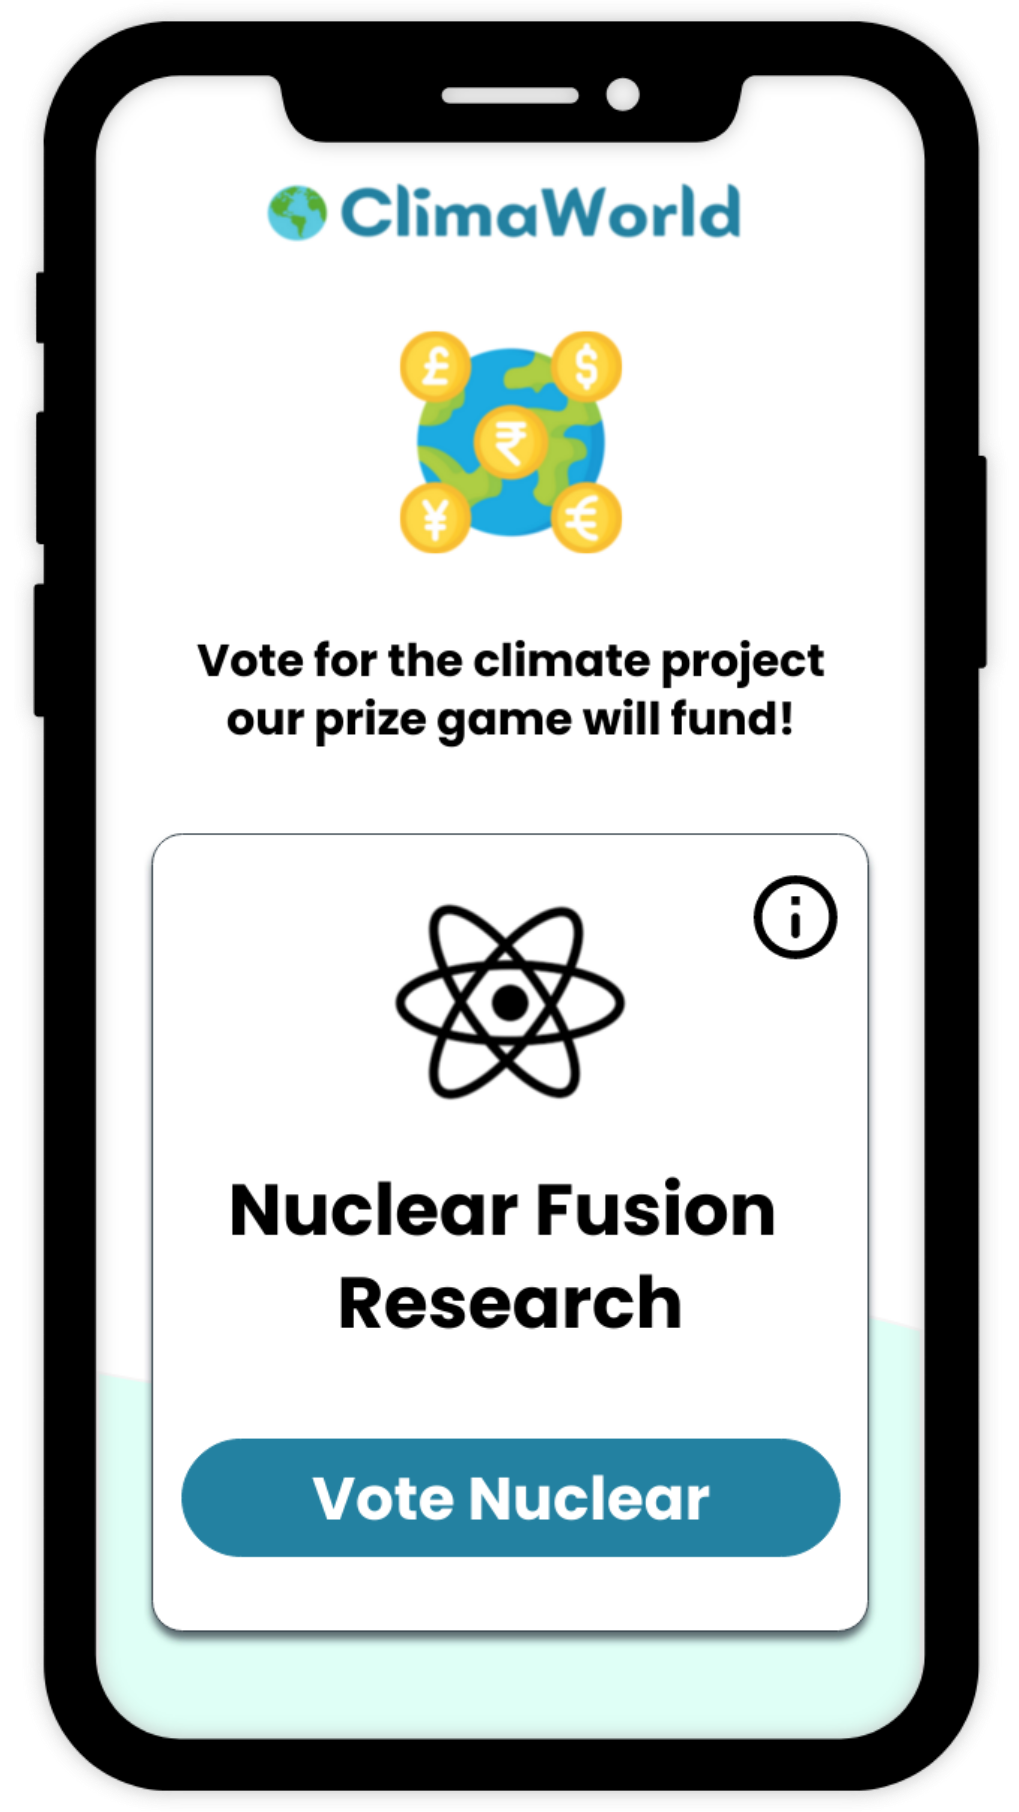 ClimaWorld
£ $
₹
¥ €
Vote for the climate project
our prize game will fund!
i
Nuclear Fusion
Research
Vote Nuclear